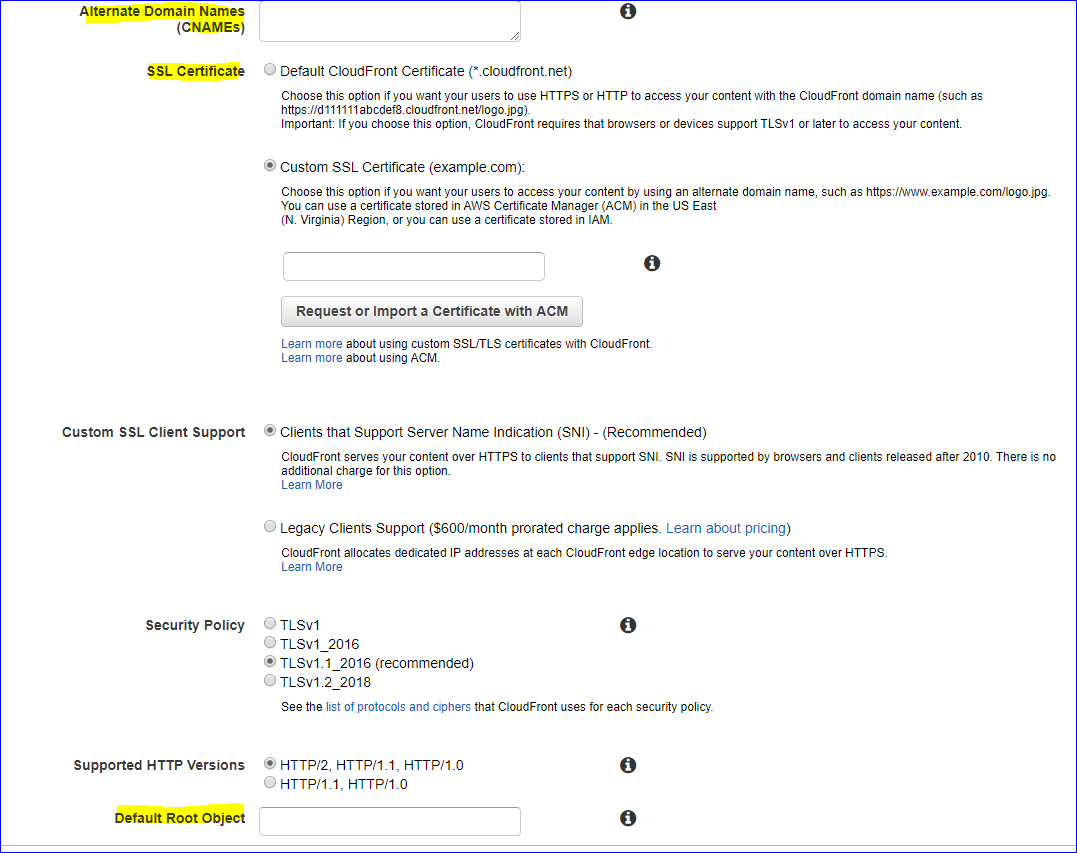 Alternate Domain Names
(CNAMEs)
SSL Certificate
Default CloudFront Certificate (*.cloudfront.net)
Choose this option if you want your users to use HTTPS or HTTP to access your content with the CloudFront domain name (such as
https://d111111abcdef8.cloudfront.net/logo.jpg).
Important: If you choose this option, CloudFront requires that browsers or devices support TLSv1 or later to access your content.
Custom SSL Certificate (example.com):
Choose this option if you want your users to access your content by using an alternate domain name, such as https://www.example.com/logo.jpg.
You can use a certificate stored in AWS Certificate Manager (ACM) in the US East
(N. Virginia) Region, or you can use a certificate stored in IAM.
Request or Import a Certificate with ACM
Learn more about using custom SSL/TLS certificates with CloudFront.
Learn more about using ACM.
Custom SSL Client Support
Clients that Support Server Name Indication (SNI) - (Recommended)
CloudFront serves your content over HTTPS to clients that support SNI. SNI is supported by browsers and clients released after 2010. There is no
additional charge for this option.
Learn More
Legacy Clients Support ($600/month prorated charge applies. Learn about pricing)
CloudFront allocates dedicated IP addresses at each CloudFront edge location to serve your content over HTTPS.
Learn More
Security Policy
TLSv1
TLSv1_2016
TLSv1.1_2016 (recommended)
TLSv1.2_2018
See the list of protocols and ciphers that CloudFront uses for each security policy.
Supported HTTP Versions
HTTP/2, HTTP/1.1, HTTP/1.0
HTTP/1.1, HTTP/1.0
Default Root Object